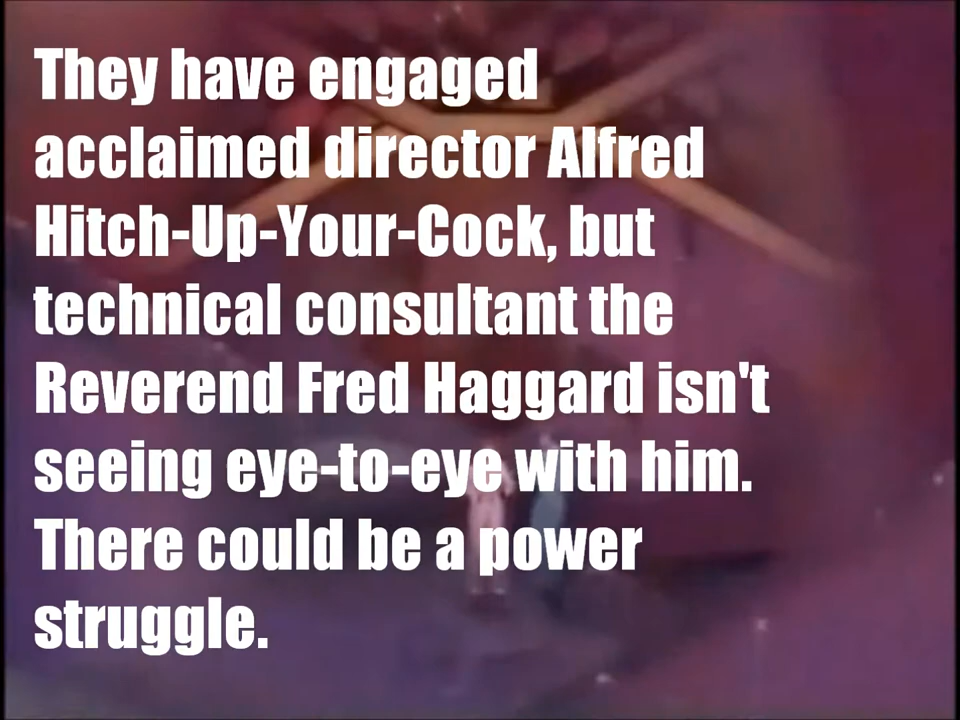 They have engaged
acclaimed director Alfred
Hitch-Up-Your-Cock, but
technical consultant the
Reverend Fred Haggard isn't
seeing eye-to-eye with him.
There could be a power
struggle.